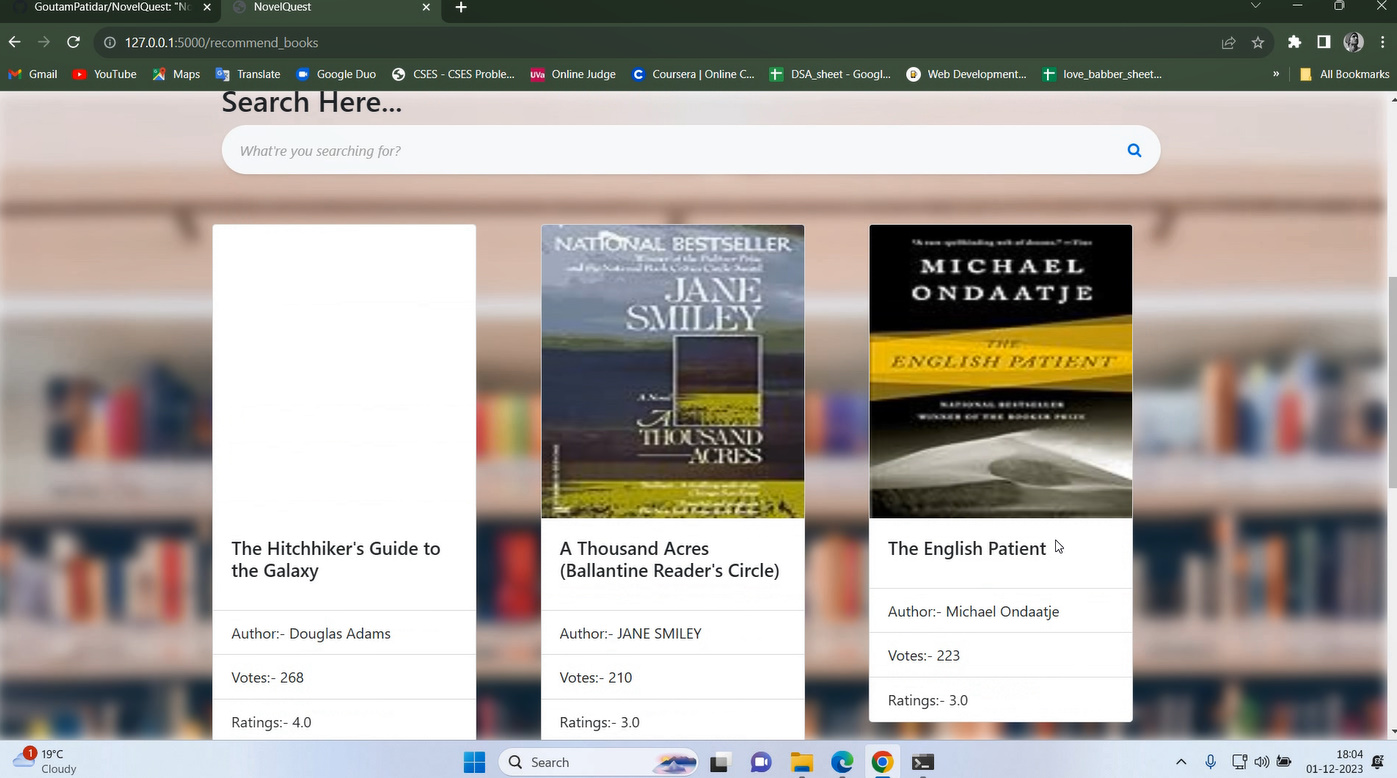 GoutamPatidar/NovelQuest: "No
NovelQuest
127.0.0.1:5000/recommend_books
Gmail
YouTube
Maps
Translate
Google Duo
CSES - CSES Proble...
UVa
Online Judge
Coursera | Online C...
DSA_sheet - Googl...
Web Development...
love_babber_sheet...
»
All Bookmarks
Search Here...
What're you searching for?
NATIONAL BESTSELLER
Winner of the Pulitzer Prize
and the National Book Critics Circle Award
JANE
SMILEY
A Novel
A
THOUSAND
ACRES
MICHAEL
ONDAATJE
THE
ENGLISH PATIENT
NATIONAL BESTSELLER
WINNER OF THE BOOKER PRIZE
The Hitchhiker's Guide to
the Galaxy
Author:- Douglas Adams
Votes:- 268
Ratings:- 4.0
A Thousand Acres
(Ballantine Reader's Circle)
Author:- JANE SMILEY
Votes:- 210
Ratings:- 3.0
The English Patient
Author:- Michael Ondaatje
Votes:- 223
Ratings:- 3.0
1
19°C
Cloudy
Search
18:04
01-12-2023